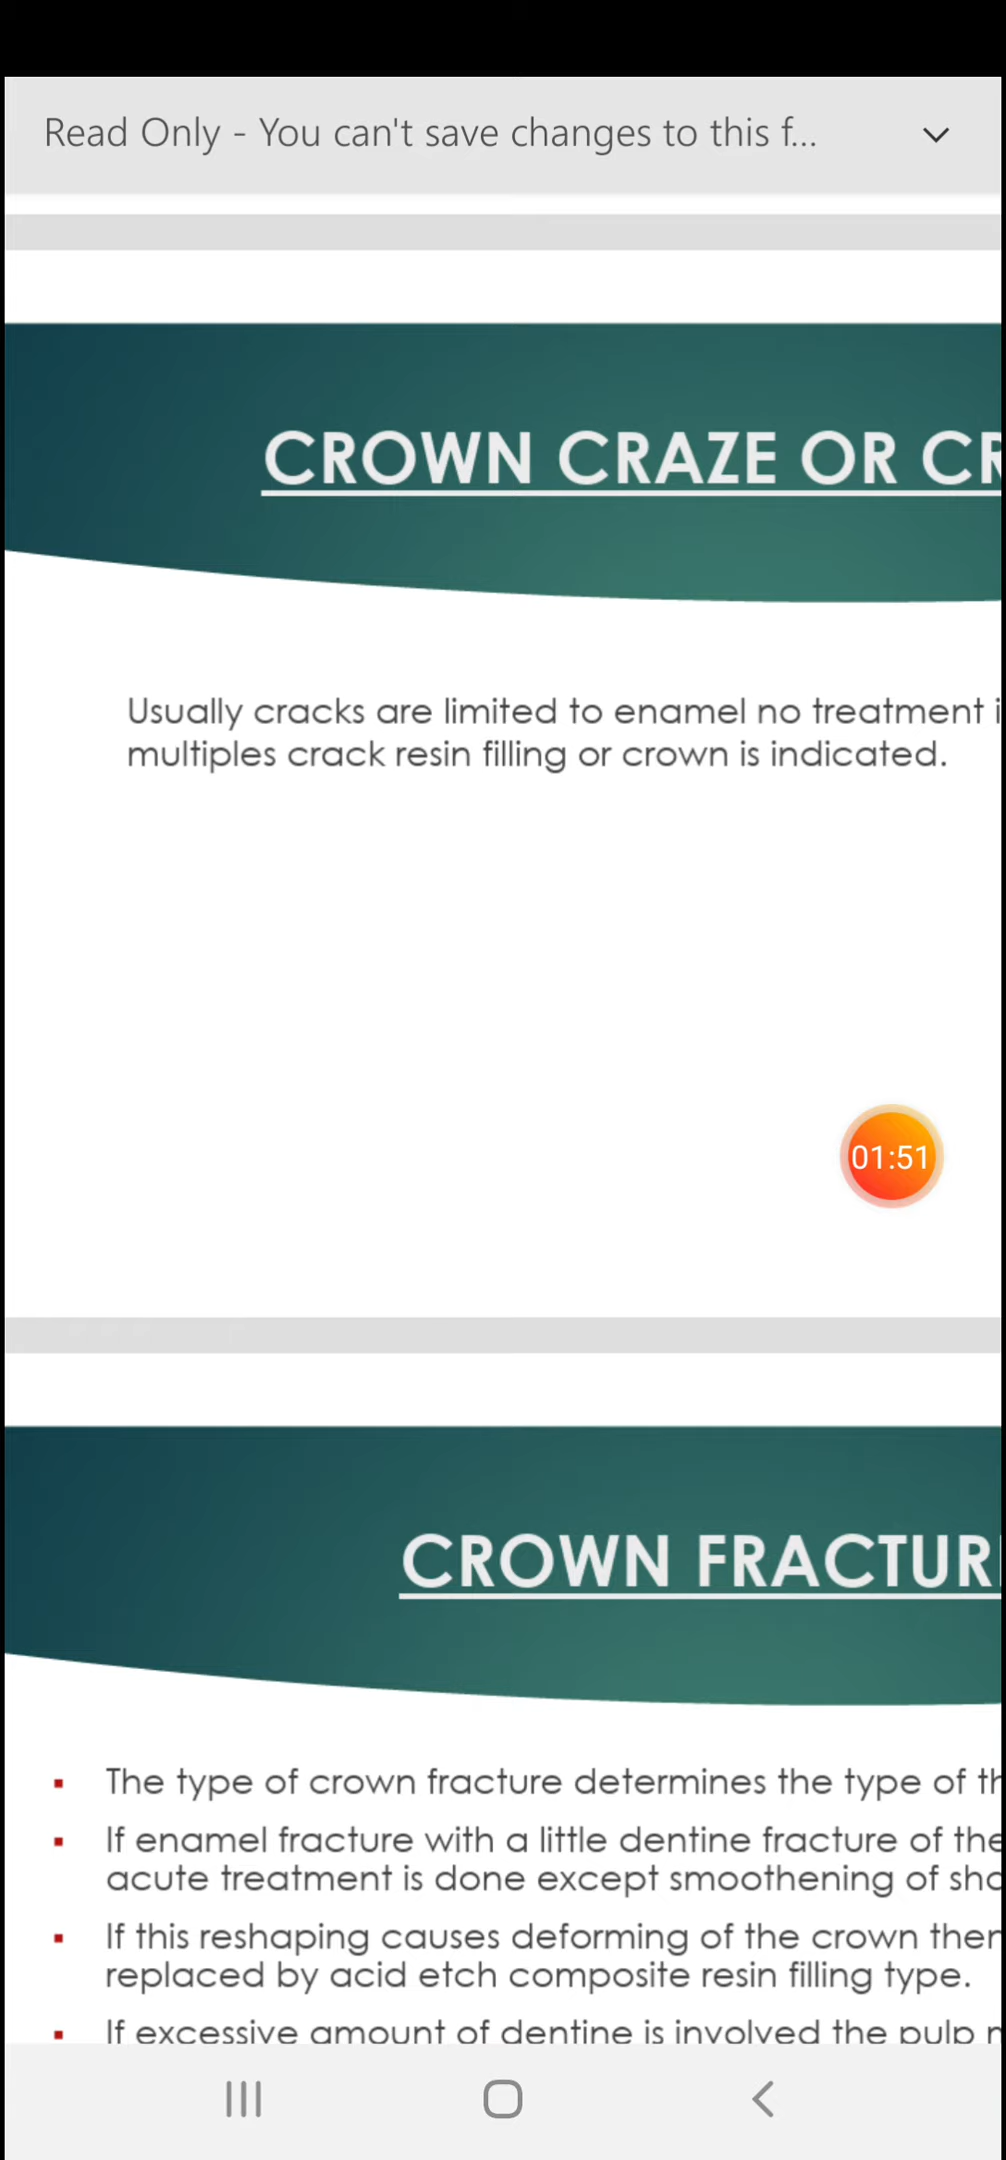 Read Only - You can't save changes to this f...
CROWN CRAZE OR CR
Usually cracks are limited to enamel no treatment i
multiples crack resin filling or crown is indicated.
01:51
CROWN FRACTUR
The type of crown fracture determines the type of th
If enamel fracture with a little dentine fracture of the
acute treatment is done except smoothening of sha
If this reshaping causes deforming of the crown then
replaced by acid etch composite resin filling type.
If excessive amount of dentine is involved the pulp